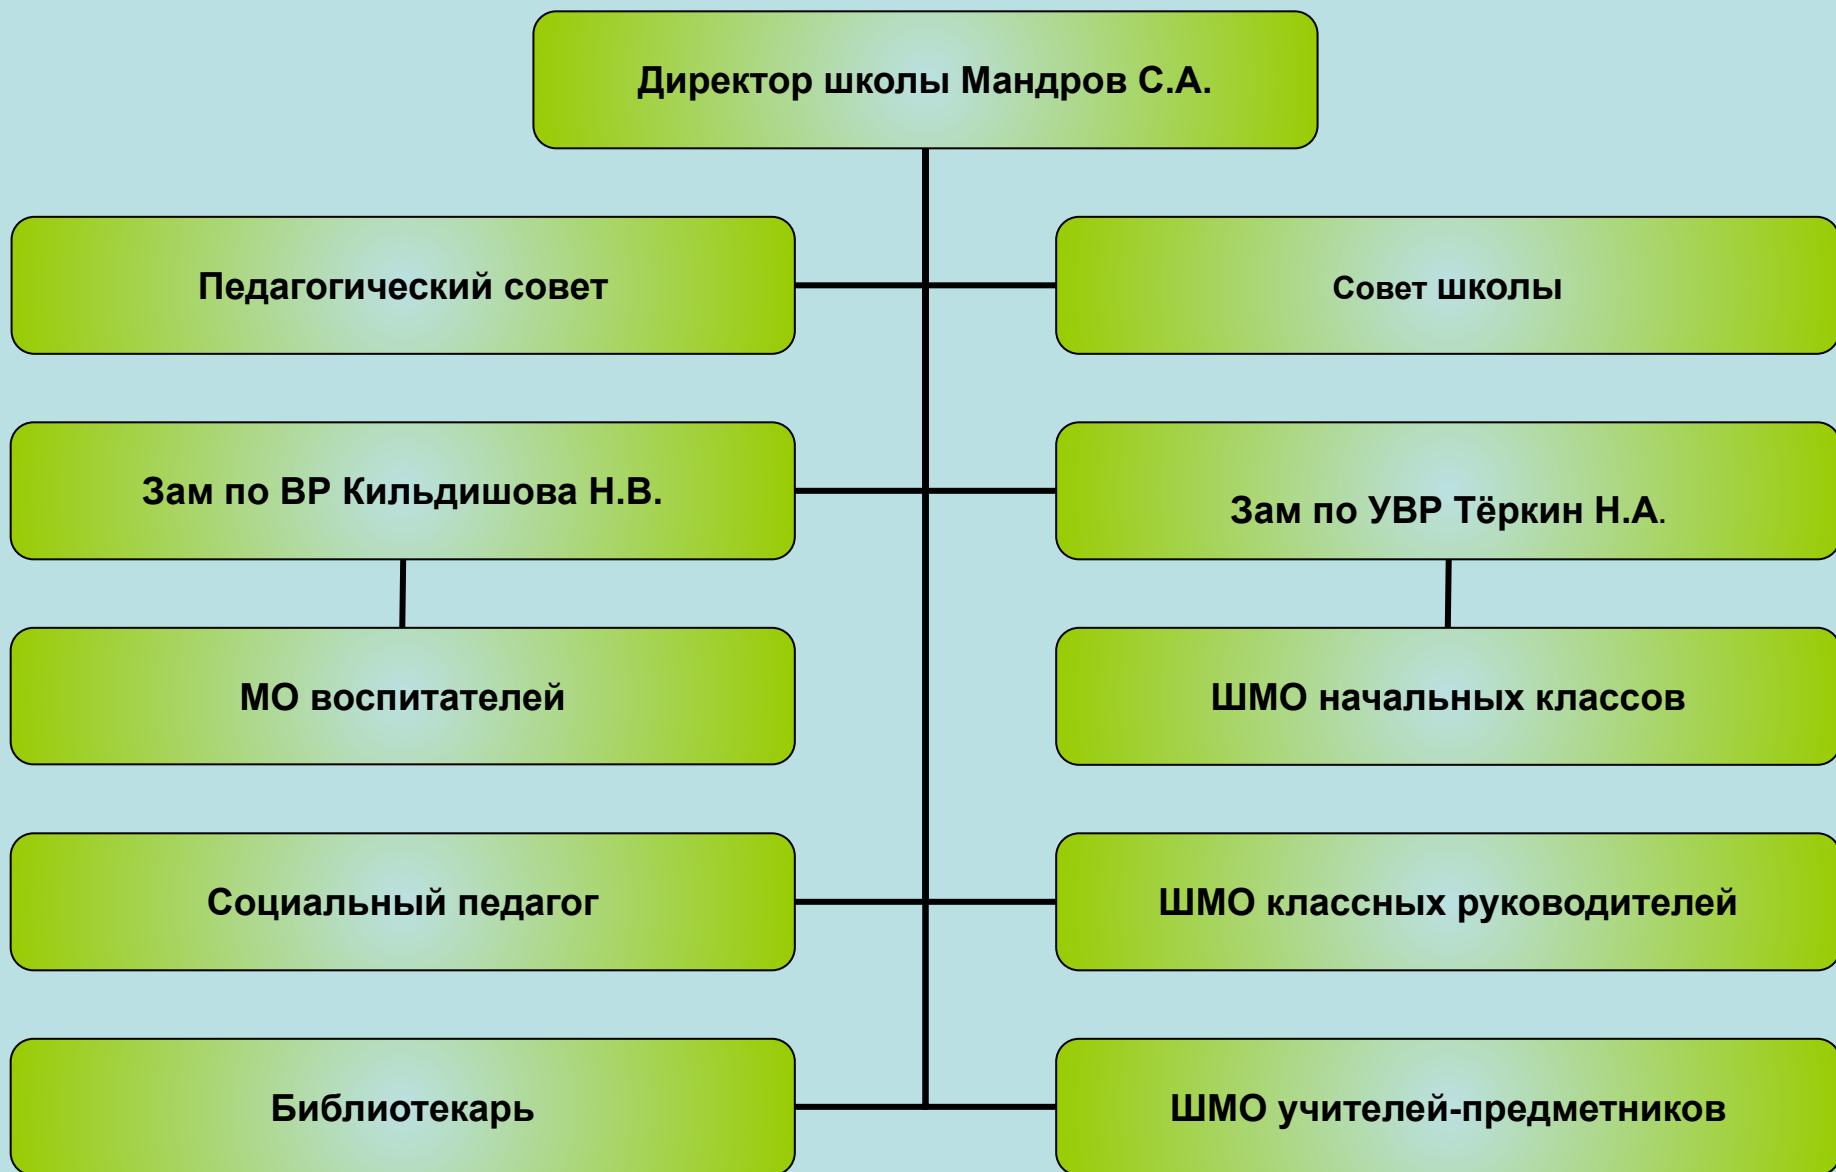 Директор школы Мандров С.А.
Педагогический совет
Совет школы
Зам по ВР Кильдишова Н.В.
Зам по УВР Тёркин Н.А.
МО воспитателей
ШМО начальных классов
Социальный педагог
ШМО классных руководителей
Библиотекарь
ШМО учителей-предметников